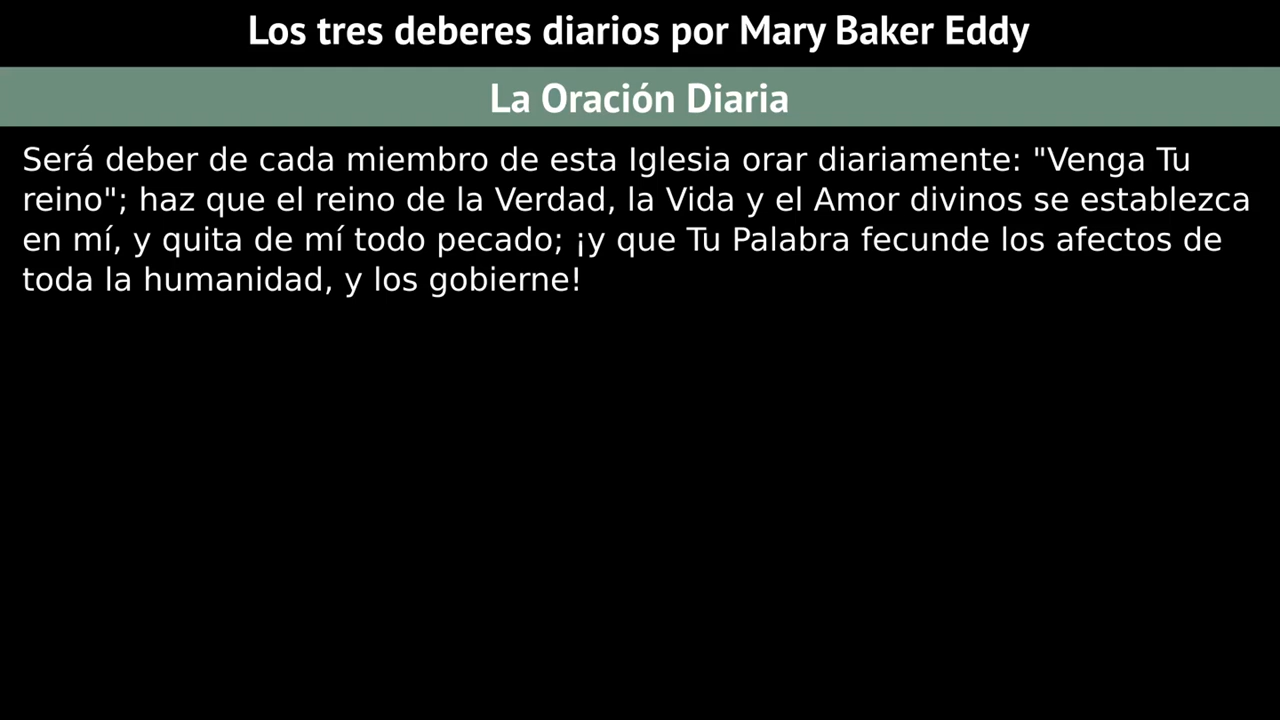 Los tres deberes diarios por Mary Baker Eddy
La Oración Diaria
Será deber de cada miembro de esta Iglesia orar diariamente: "Venga Tu
reino"; haz que el reino de la Verdad, la Vida y el Amor divinos se establezca
en mí, y quita de mí todo pecado; ¡y que Tu Palabra fecunde los afectos de
toda la humanidad, y los gobierne!